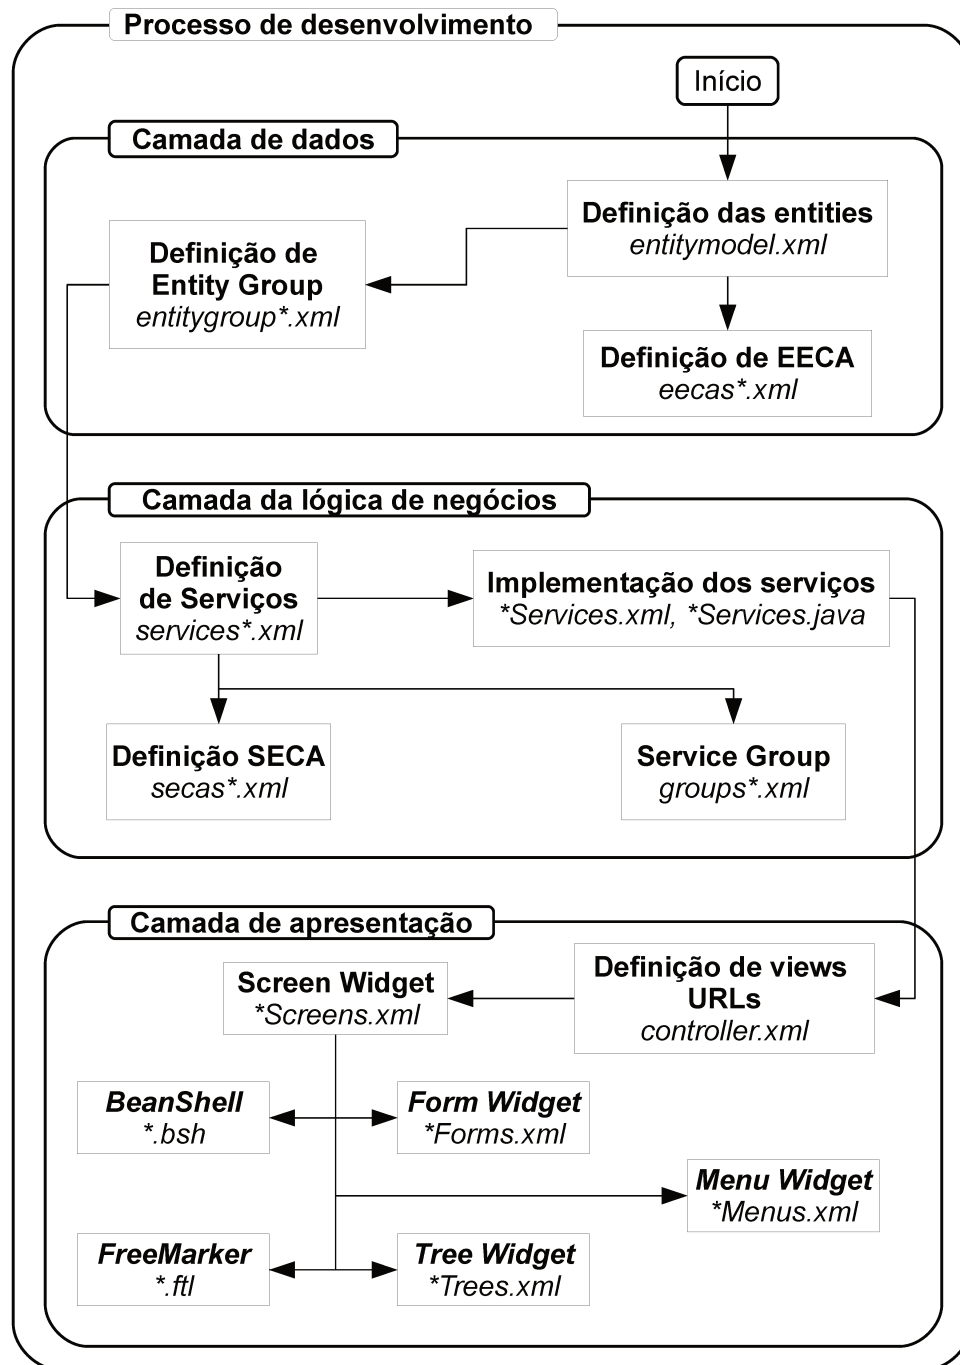 Processo de desenvolvimento
Início
Camada de dados
Definição das entities
entitymodel.xml
Definição de
Entity Group
entitygroup*.xml
Definição de EECA
eecas*.xml
Camada da lógica de negócios
Definição
de Serviços
services*.xml
Implementação dos serviços
*Services.xml, *Services.java
Definição SECA
secas*.xml
Service Group
groups*.xml
Camada de apresentação
Definição de views
URLs
controller.xml
Screen Widget
*Screens.xml
BeanShell
*.bsh
Form Widget
*Forms.xml
Menu Widget
*Menus.xml
FreeMarker
*.ftl
Tree Widget
*Trees.xml